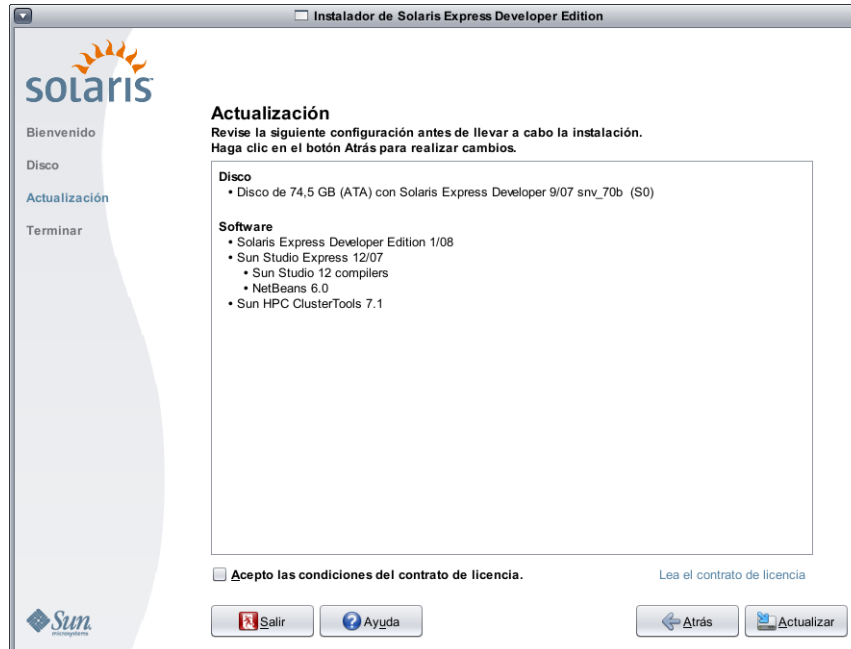 Instalador de Solaris Express Developer Edition
solaris
Bienvenido
Disco
Actualización
Terminar
Actualización
Revise la siguiente configuración antes de llevar a cabo la instalación.
Haga clic en el botón Atrás para realizar cambios.
Disco
• Disco de 74,5 GB (ATA) con Solaris Express Developer 9/07 snv_70b (S0)
Software
• Solaris Express Developer Edition 1/08
• Sun Studio Express 12/07
• Sun Studio 12 compilers
• NetBeans 6.0
• Sun HPC ClusterTools 7.1
Acepto las condiciones del contrato de licencia.
Lea el contrato de licencia
Sun
microsystems
Salir
Ayuda
Atrás
Actualizar